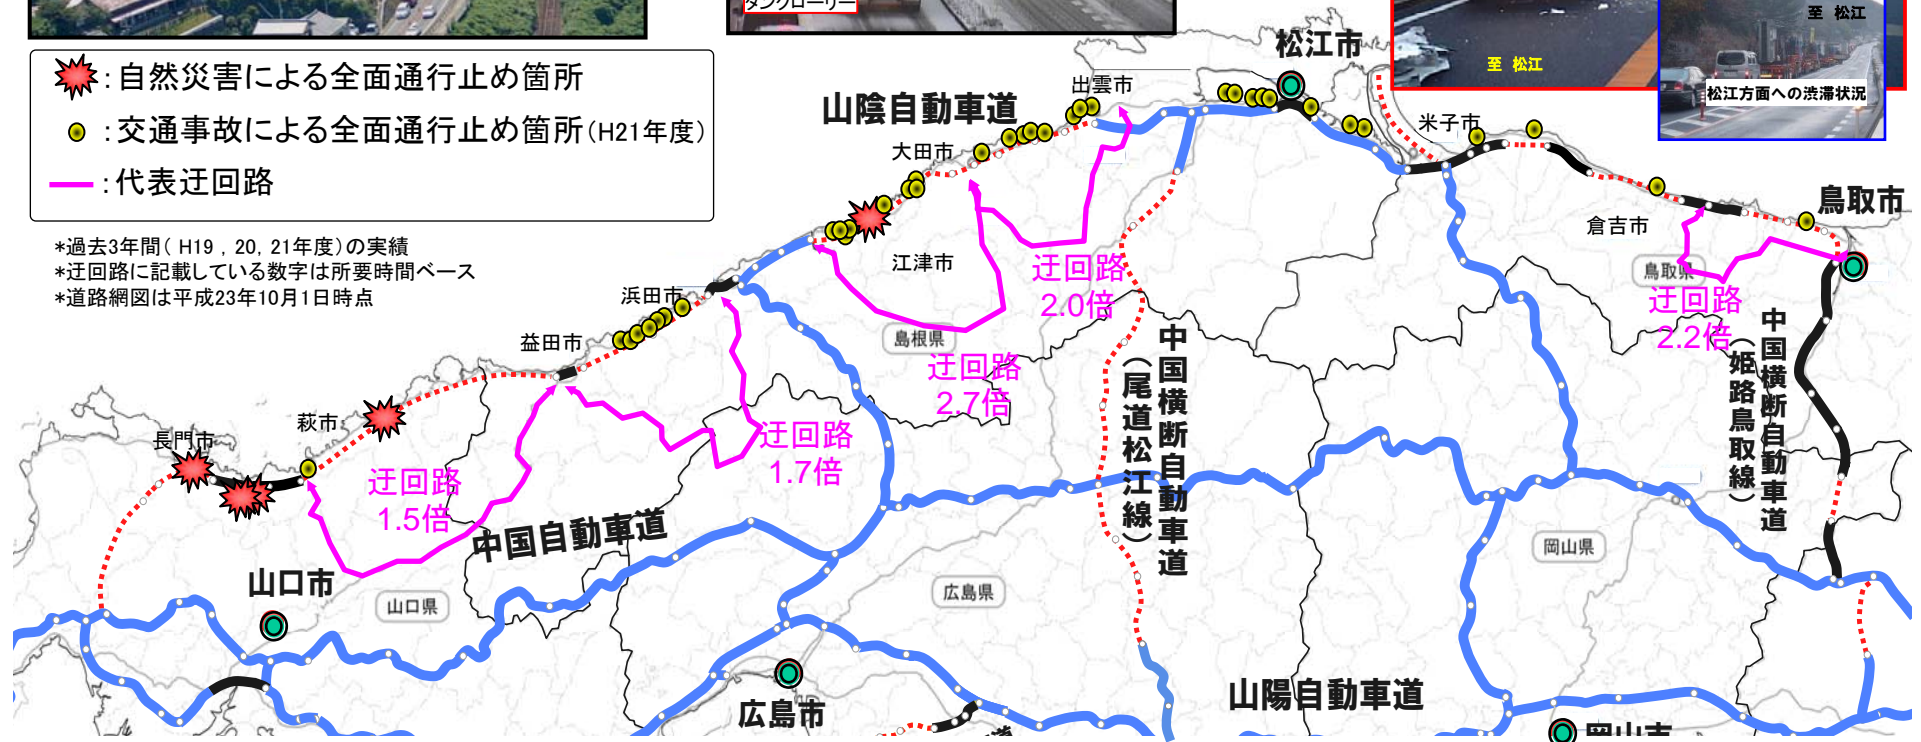 タンクローリー
至 松江
至 松江
松江方面への渋滞状況
：自然災害による全面通行止め箇所
：交通事故による全面通行止め箇所(H21年度)
：代表迂回路
*過去3年間( H19 , 20, 21年度)の実績
*迂回路に記載している数字は所要時間ベース
*道路網図は平成23年10月1日時点
山陰自動車道
松江市
出雲市
大田市
米子市
鳥取市
倉吉市
江津市
浜田市
益田市
萩市
長門市
鳥取県
島根県
迂回路
2.0倍
迂回路
2.2倍
迂回路
2.7倍
迂回路
1.7倍
迂回路
1.5倍
中国横断自動車道
（尾道松江線）
中国横断自動車道
（姫路鳥取線）
中国自動車道
山口市
山口県
広島県
岡山県
広島市
山陽自動車道
岡山市
道